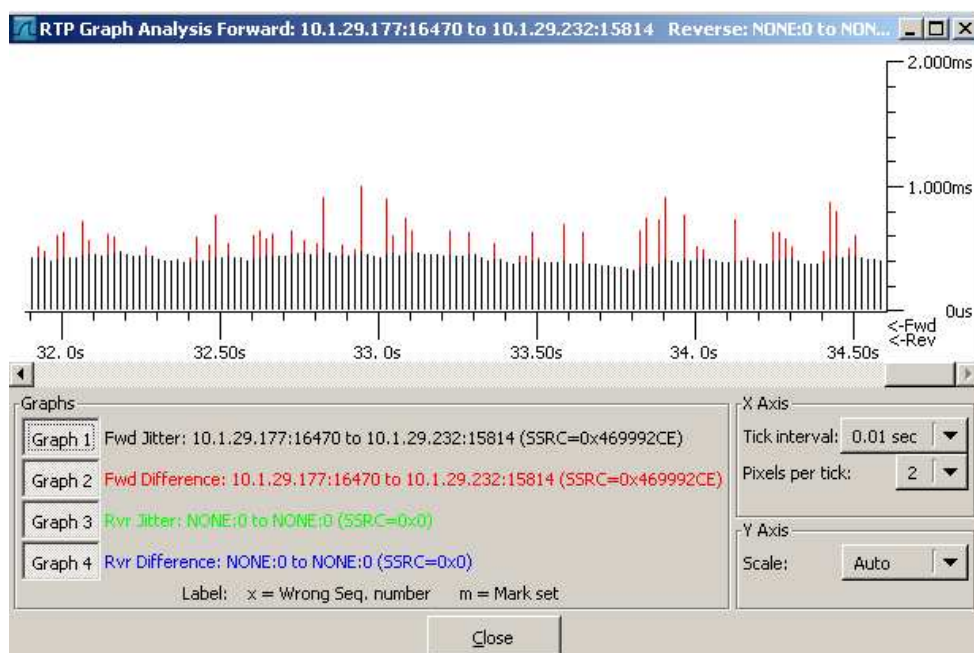 RTP Graph Analysis Forward: 10.1.29.177:16470 to 10.1.29.232:15814 Reverse: NONE:0 to NON...
2.000ms
1.000ms
0us
<-Fwd
<-Rev
32. 0s 32.50s 33.0s 33.50s 34. 0s 34.50s
Graphs
Graph 1 Fwd Jitter: 10.1.29.177:16470 to 10.1.29.232:15814 (SSRC=0x469992CE)
Graph 2 Fwd Difference: 10.1.29.177:16470 to 10.1.29.232:15814 (SSRC=0x469992CE)
Graph 3 Rvr Jitter: NONE:0 to NONE:0 (SSRC=0x0)
Graph 4 Rvr Difference: NONE:0 to NONE:0 (SSRC=0x0)
Label: x = Wrong Seq. number m = Mark set
X Axis
Tick interval: 0.01 sec
Pixels per tick: 2
Y Axis
Scale: Auto
Close